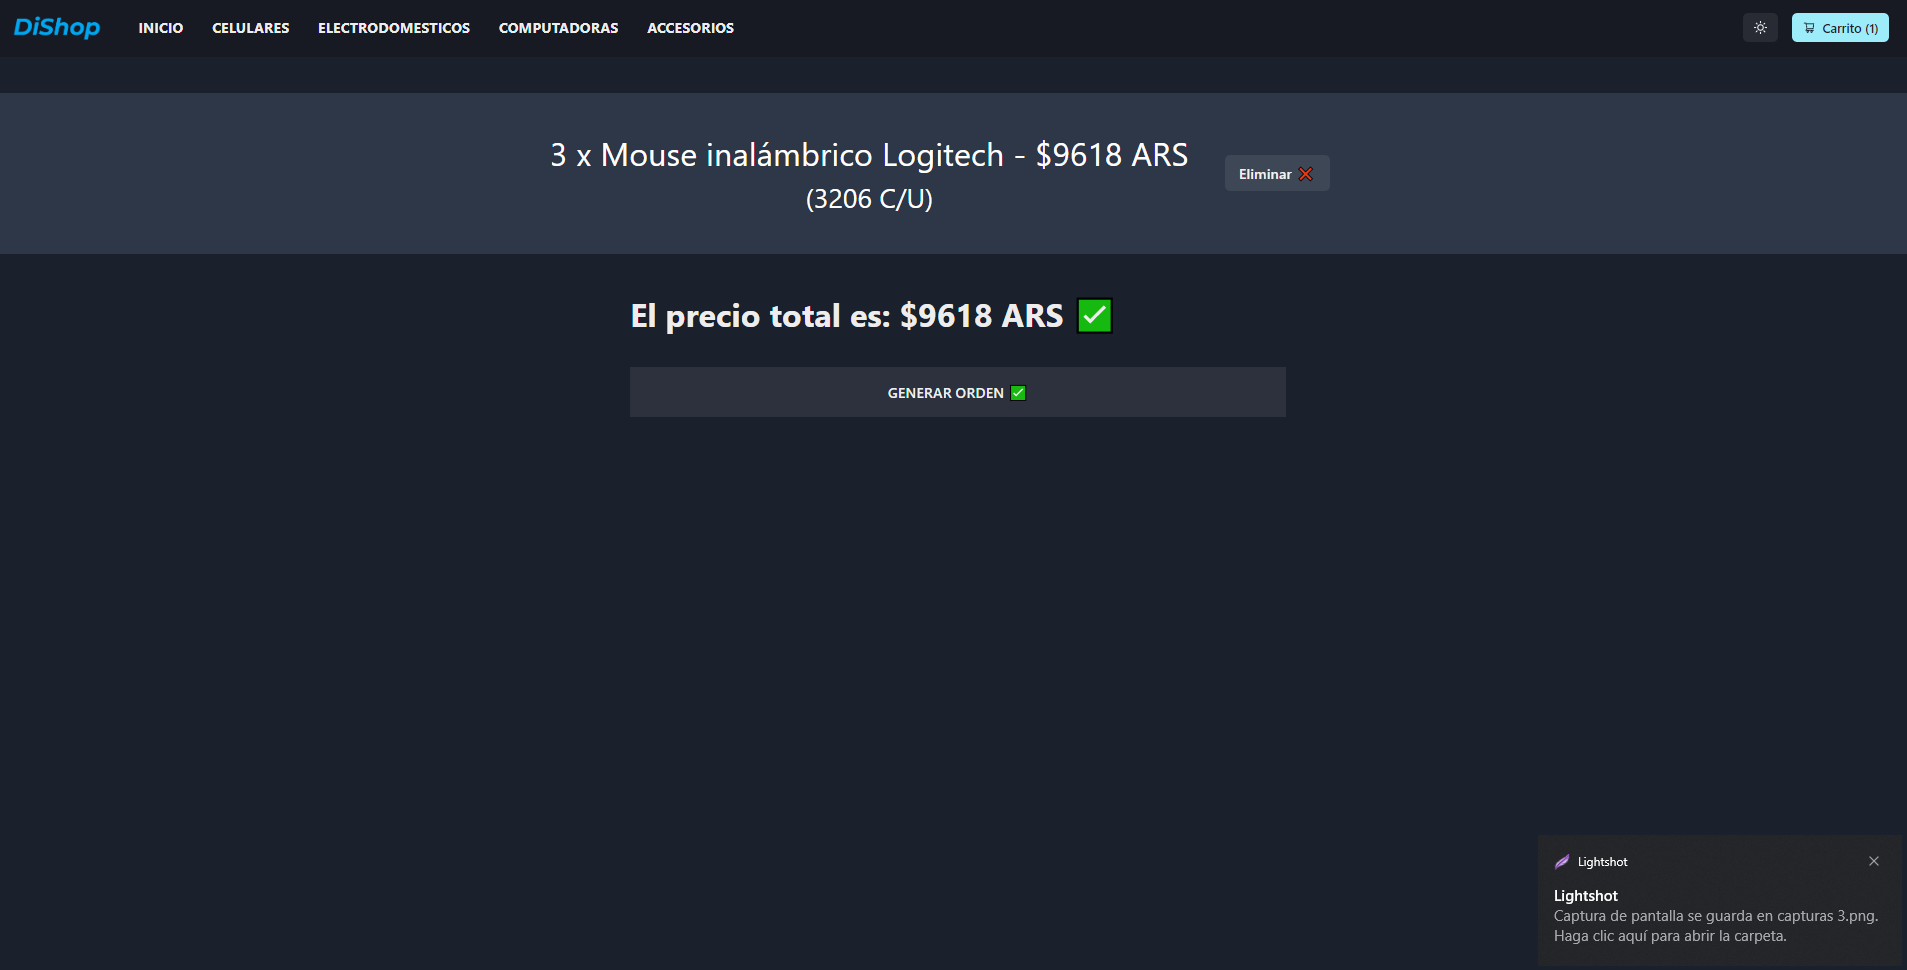 DiShop
INICIO
CELULARES
ELECTRODOMESTICOS
COMPUTADORAS
ACCESORIOS
Carrito (1)
3 x Mouse inalámbrico Logitech - $9618 ARS
(3206 C/U)
Eliminar ❌
El precio total es: $9618 ARS ✅
GENERAR ORDEN ✅
Lightshot
Lightshot
Captura de pantalla se guarda en capturas 3.png.
Haga clic aquí para abrir la carpeta.